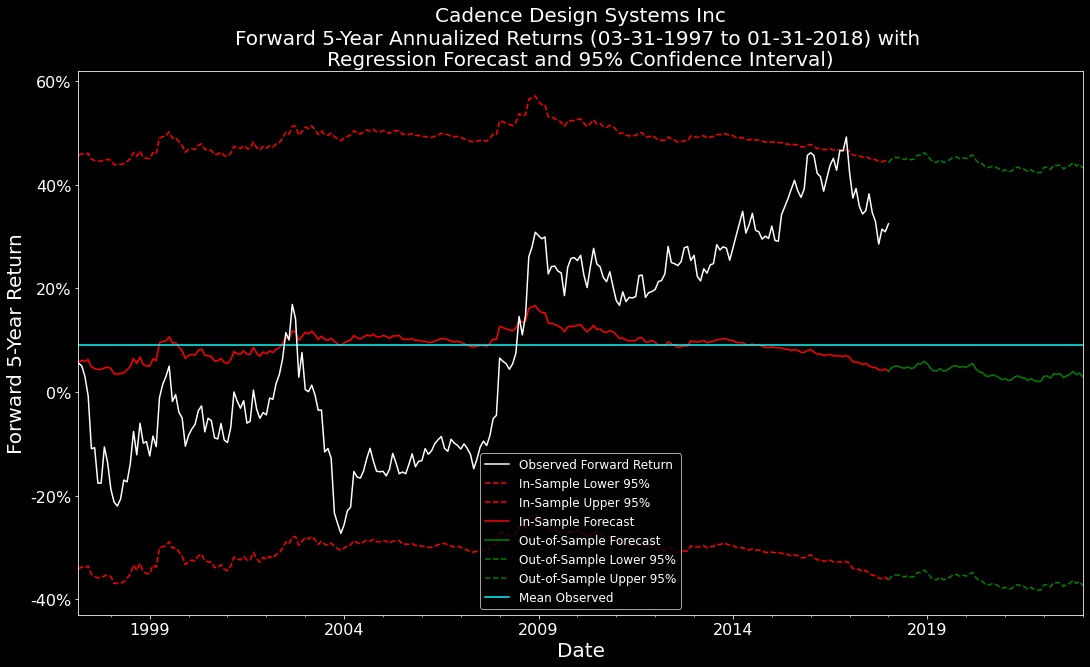 Cadence Design Systems Inc
Forward 5-Year Annualized Returns (03-31-1997 to 01-31-2018) with
Regression Forecast and 95% Confidence Interval)
Forward 5-Year Return
60%
40%
20%
0%
-20%
-40%
Observed Forward Return
In-Sample Lower 95%
In-Sample Upper 95%
In-Sample Forecast
Out-of-Sample Forecast
Out-of-Sample Lower 95%
Out-of-Sample Upper 95%
Mean Observed
1999 2004 2009 2014 2019
Date